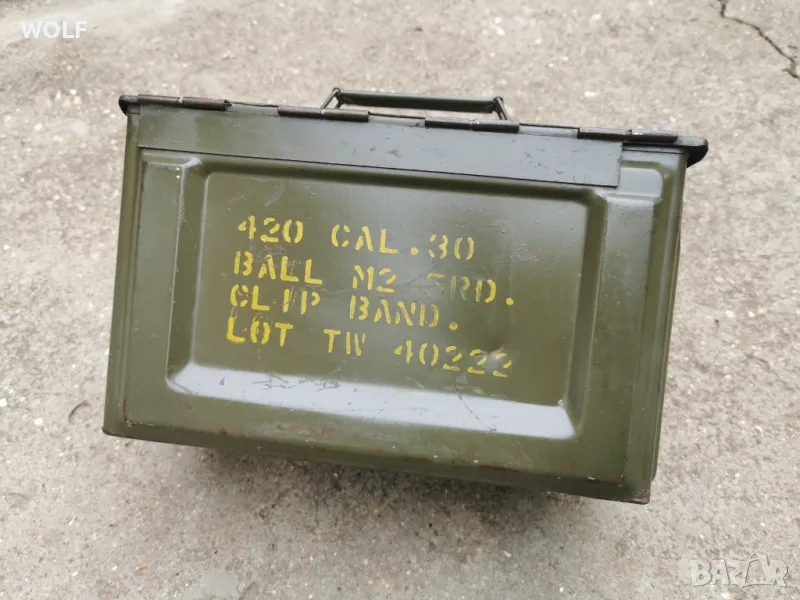 WOLF
420 CAL.30
BALL M2 5RD.
CLIP BAND.
LOT TW 40222
BAZAR